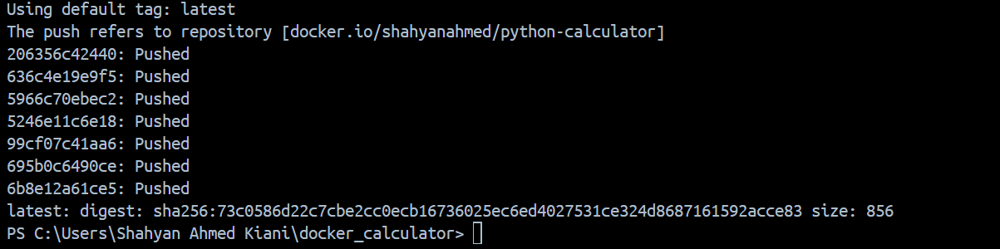 Using default tag: latest
The push refers to repository [docker.io/shahyanahmed/python-calculator]
206356c42440: Pushed
636c4e19e9f5: Pushed
5966c70ebec2: Pushed
5246e11c6e18: Pushed
99cf07c41aa6: Pushed
695b0c6490ce: Pushed
6b8e12a61ce5: Pushed
latest: digest: sha256:73c0586d22c7cbe2cc0ecb16736025ec6ed4027531ce324d8687161592acce83 size: 856
PS C:\Users\Shahyan Ahmed Kiani\docker_calculator>